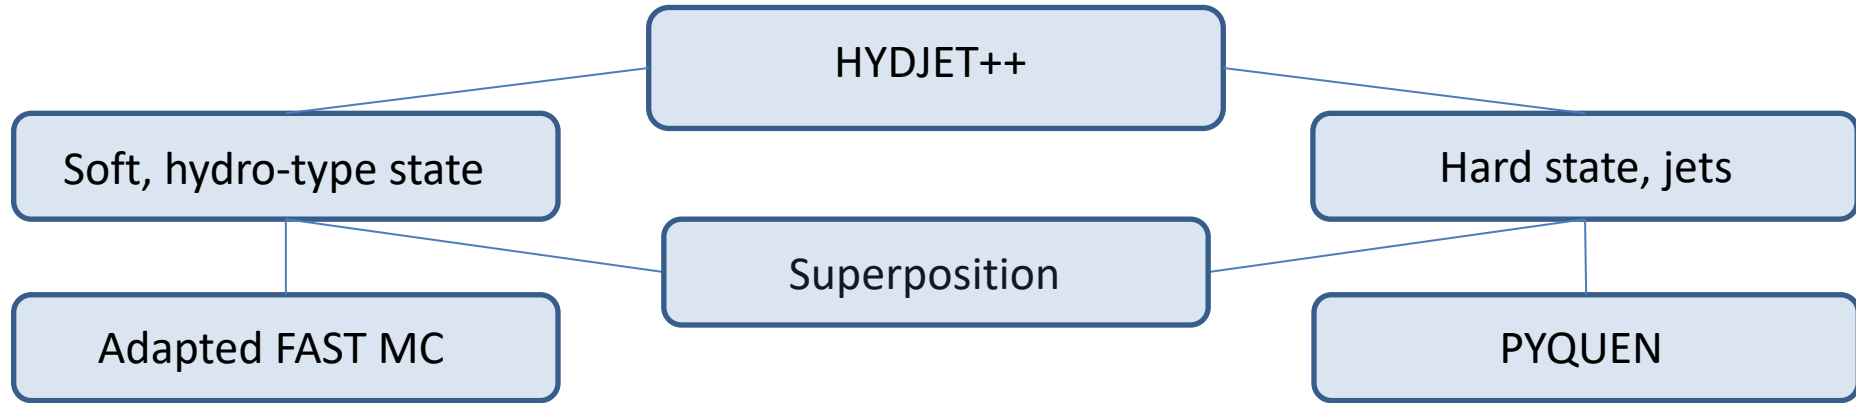 HYDJET++
Soft, hydro-type state
Hard state, jets
Superposition
Adapted FAST MC
PYQUEN